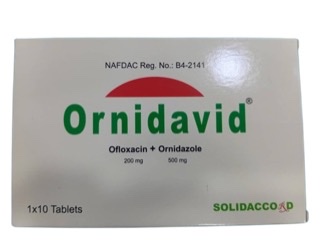 NAFDAC Reg. No.: B4-2141
Ornidavid®
Ofloxacin + Ornidazole
200 mg 500 mg
1x10 Tablets
SOLIDACCORD